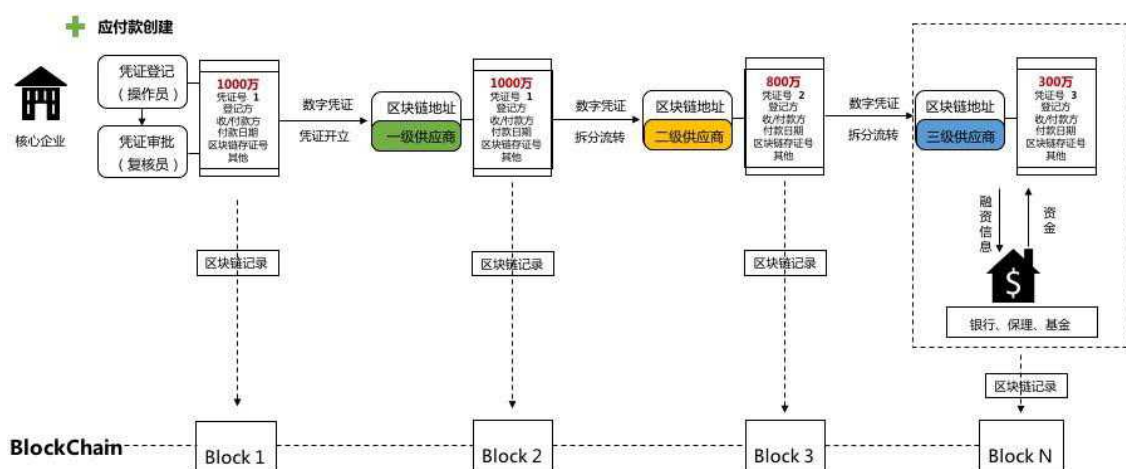 应付款创建
核心企业
凭证登记
（操作员）
凭证审批
（复核员）
1000万
凭证号 1
登记方
收/付款方
付款日期
区块链存证号
其他
数字凭证
凭证开立
区块链地址
一级供应商
1000万
凭证号 1
登记方
收/付款方
付款日期
区块链存证号
其他
数字凭证
拆分流转
区块链地址
二级供应商
800万
凭证号 2
登记方
收/付款方
付款日期
区块链存证号
其他
数字凭证
拆分流转
区块链地址
三级供应商
300万
凭证号 3
登记方
收/付款方
付款日期
区块链存证号
其他
融资信息
资金
$
银行、保理、基金
区块链记录
区块链记录
区块链记录
区块链记录
BlockChain
Block 1
Block 2
Block 3
Block N